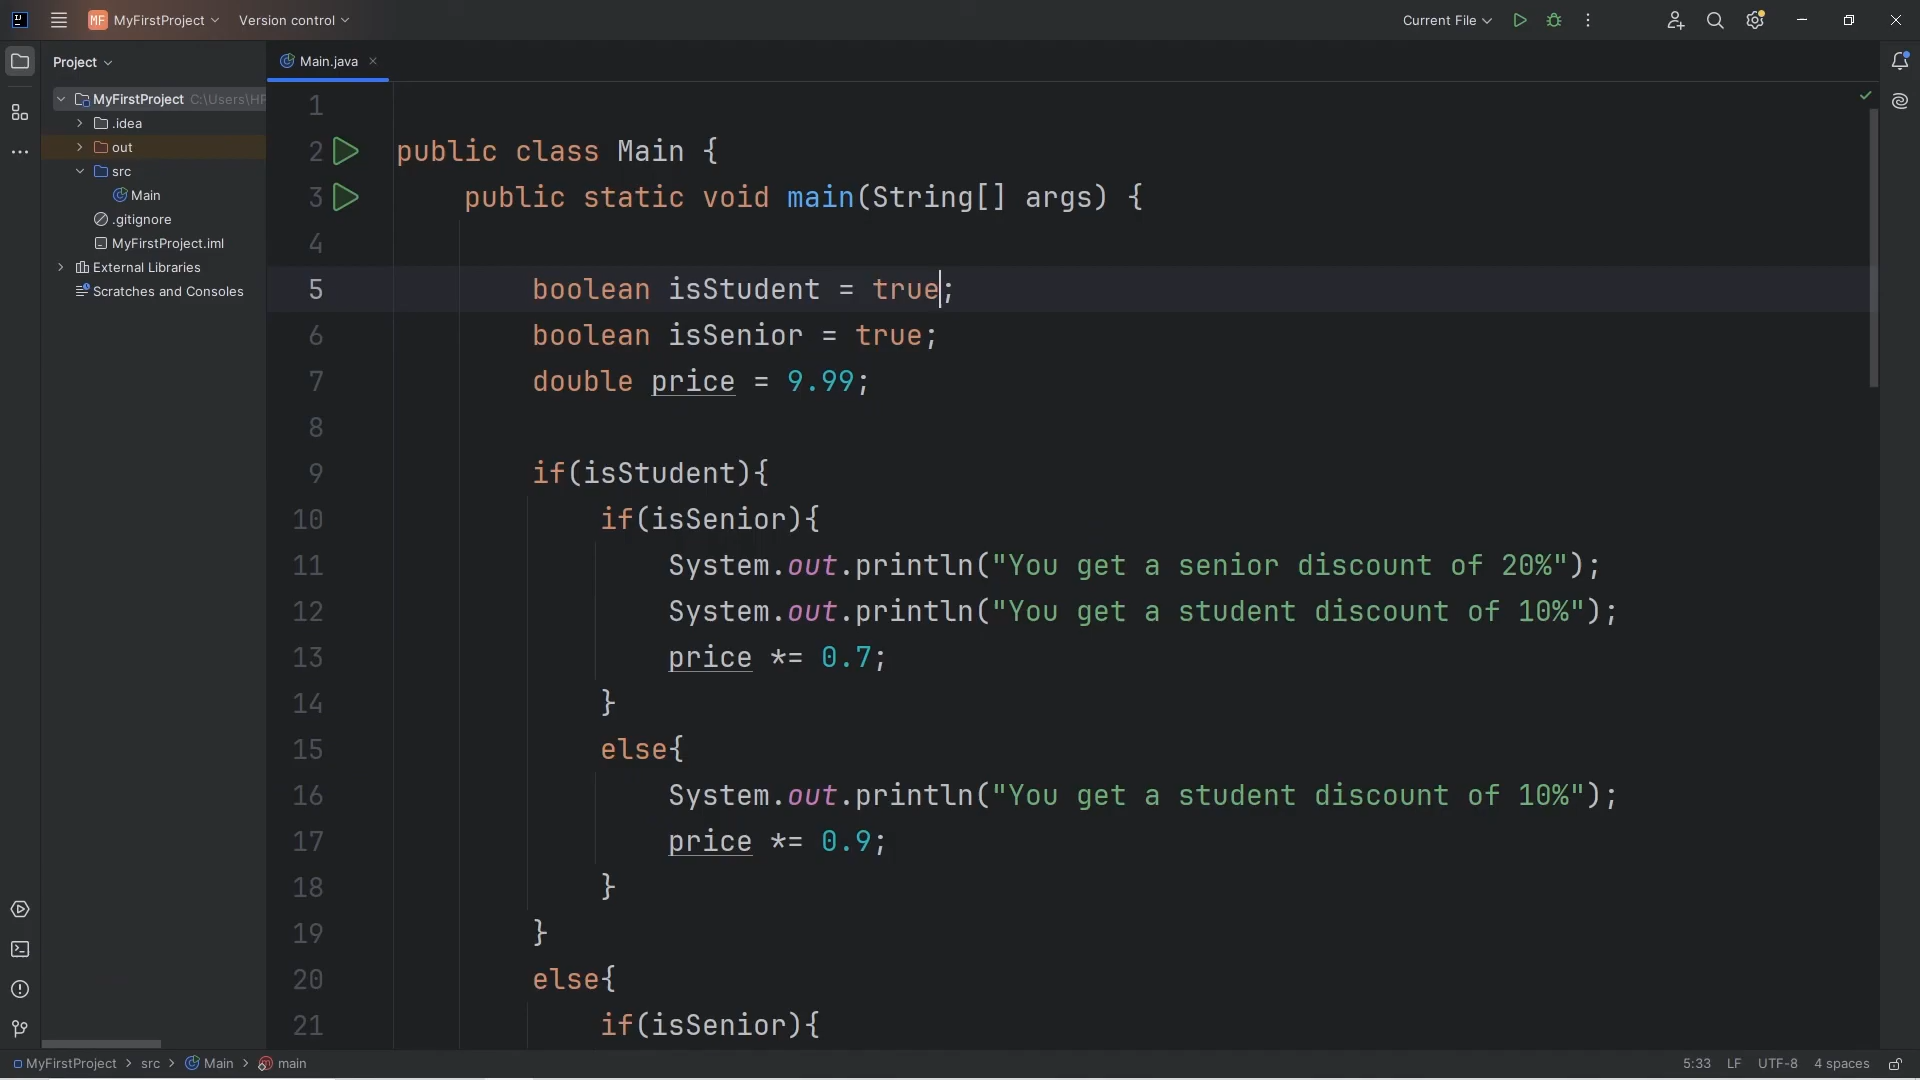 MF MyFirstProject Version control Current File
Project
Main.java
MyFirstProject C:\Users\HP
.idea
out
src
Main
.gitignore
MyFirstProject.iml
External Libraries
Scratches and Consoles
1
2 public class Main {
3 public static void main(String[] args) {
4
5 boolean isStudent = true;
6 boolean isSenior = true;
7 double price = 9.99;
8
9 if(isStudent){
10 if(isSenior){
11 System.out.println("You get a senior discount of 20%");
12 System.out.println("You get a student discount of 10%");
13 price *= 0.7;
14 }
15 else{
16 System.out.println("You get a student discount of 10%");
17 price *= 0.9;
18 }
19 }
20 else{
21 if(isSenior){
MyFirstProject > src > Main > main 5:33 LF UTF-8 4 spaces